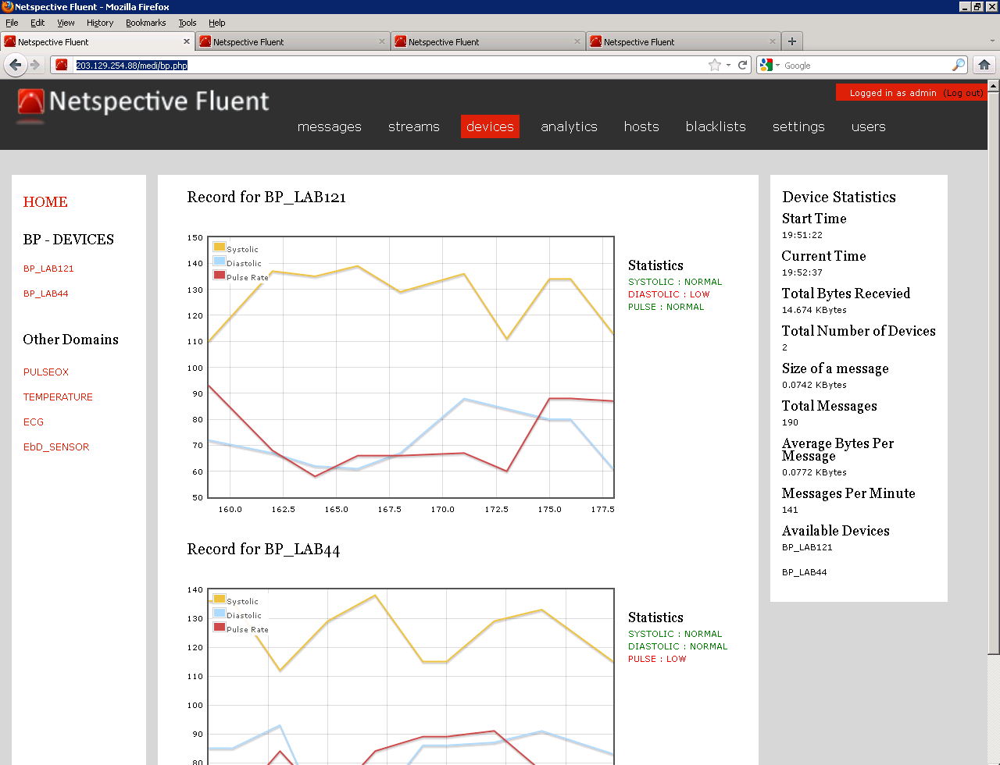 Netspective Fluent - Mozilla Firefox
File Edit View History Bookmarks Tools Help
Netspective Fluent Netspective Fluent Netspective Fluent Netspective Fluent
203.129.254.88/medi/bp.php Google
Logged in as admin (Log out)
Netspective Fluent
messages streams devices analytics hosts blacklists settings users
HOME
BP - DEVICES
BP_LAB121
BP_LAB44
Other Domains
PULSEOX
TEMPERATURE
ECG
EbD_SENSOR
Record for BP_LAB121
150
140
130
120
110
100
90
80
70
60
50
Systolic
Diastolic
Pulse Rate
160.0 162.5 165.0 167.5 170.0 172.5 175.0 177.5
Statistics
SYSTOLIC : NORMAL
DIASTOLIC : LOW
PULSE : NORMAL
Record for BP_LAB44
140
130
120
110
100
90
80
Systolic
Diastolic
Pulse Rate
Statistics
SYSTOLIC : NORMAL
DIASTOLIC : NORMAL
PULSE : LOW
Device Statistics
Start Time
19:51:22
Current Time
19:52:37
Total Bytes Recevied
14.674 KBytes
Total Number of Devices
2
Size of a message
0.0742 KBytes
Total Messages
190
Average Bytes Per
Message
0.0772 KBytes
Messages Per Minute
141
Available Devices
BP_LAB121
BP_LAB44